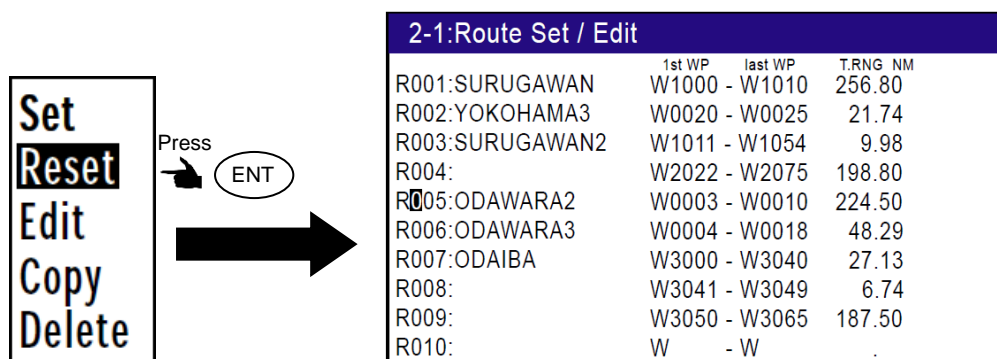 Set
Reset
Edit
Copy
Delete
Press
ENT
2-1:Route Set / Edit
1st WP last WP T.RNG NM
R001:SURUGAWAN W1000 - W1010 256.80
R002:YOKOHAMA3 W0020 - W0025 21.74
R003:SURUGAWAN2 W1011 - W1054 9.98
R004: W2022 - W2075 198.80
R005:ODAWARA2 W0003 - W0010 224.50
R006:ODAWARA3 W0004 - W0018 48.29
R007:ODAIBA W3000 - W3040 27.13
R008: W3041 - W3049 6.74
R009: W3050 - W3065 187.50
R010: W - W .